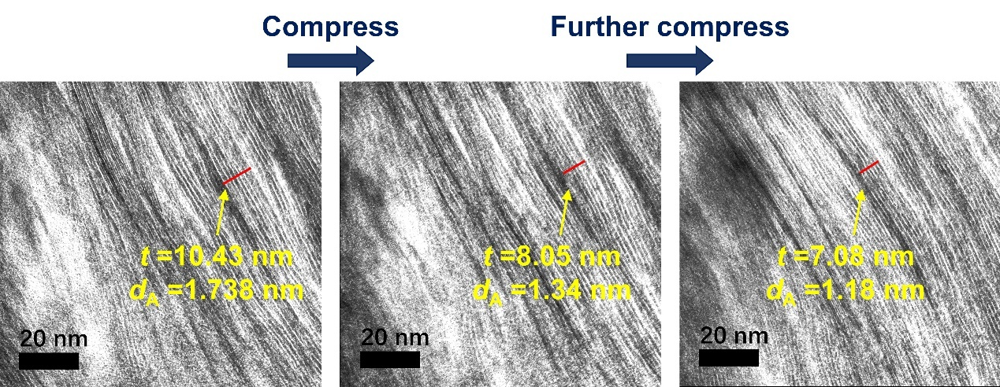 Compress
Further compress
t =10.43 nm
dA =1.738 nm
20 nm
t =8.05 nm
dA =1.34 nm
20 nm
t =7.08 nm
dA =1.18 nm
20 nm